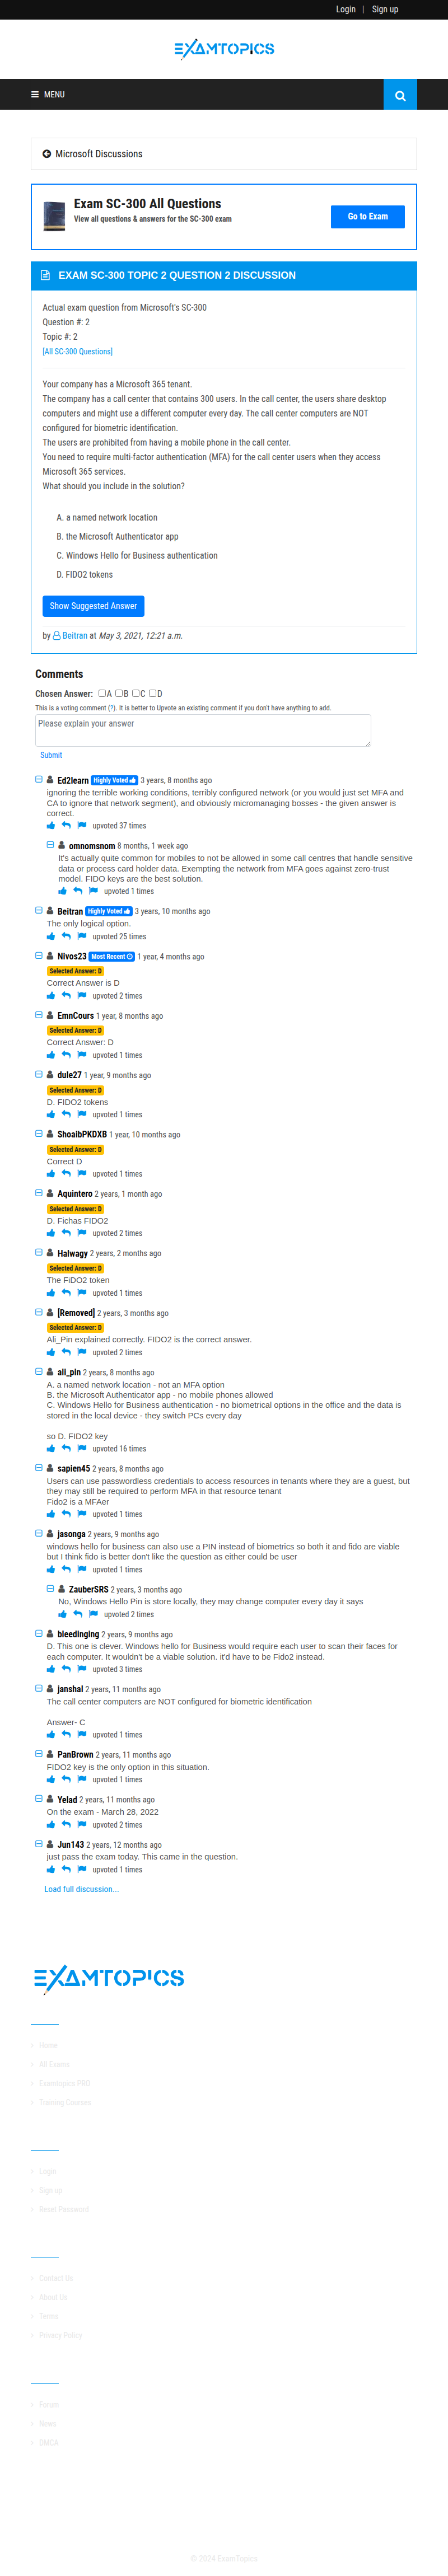 Login | Sign up
EXAMTOPICS
MENU
Microsoft Discussions
Exam SC-300 All Questions
View all questions & answers for the SC-300 exam
Go to Exam
EXAM SC-300 TOPIC 2 QUESTION 2 DISCUSSION
Actual exam question from Microsoft's SC-300
Question #: 2
Topic #: 2
[All SC-300 Questions]
Your company has a Microsoft 365 tenant.
The company has a call center that contains 300 users. In the call center, the users share desktop
computers and might use a different computer every day. The call center computers are NOT
configured for biometric identification.
The users are prohibited from having a mobile phone in the call center.
You need to require multi-factor authentication (MFA) for the call center users when they access
Microsoft 365 services.
What should you include in the solution?
A. a named network location
B. the Microsoft Authenticator app
C. Windows Hello for Business authentication
D. FIDO2 tokens
Show Suggested Answer
by Beitran at May 3, 2021, 12:21 a.m.
Comments
Chosen Answer: A B C D
This is a voting comment (?). It is better to Upvote an existing comment if you don't have anything to add.
Please explain your answer
Submit
Ed2learn Highly Voted 3 years, 8 months ago
ignoring the terrible working conditions, terribly configured network (or you would just set MFA and
CA to ignore that network segment), and obviously micromanaging bosses - the given answer is
correct.
upvoted 37 times
omnomsnom 8 months, 1 week ago
It's actually quite common for mobiles to not be allowed in some call centres that handle sensitive
data or process card holder data. Exempting the network from MFA goes against zero-trust
model. FIDO keys are the best solution.
upvoted 1 times
Beitran Highly Voted 3 years, 10 months ago
The only logical option.
upvoted 25 times
Nivos23 Most Recent 1 year, 4 months ago
Selected Answer: D
Correct Answer is D
upvoted 2 times
EmnCours 1 year, 8 months ago
Selected Answer: D
Correct Answer: D
upvoted 1 times
dule27 1 year, 9 months ago
Selected Answer: D
D. FIDO2 tokens
upvoted 1 times
ShoaibPKDXB 1 year, 10 months ago
Selected Answer: D
Correct D
upvoted 1 times
Aquintero 2 years, 1 month ago
Selected Answer: D
D. Fichas FIDO2
upvoted 2 times
Halwagy 2 years, 2 months ago
Selected Answer: D
The FiDO2 token
upvoted 1 times
[Removed] 2 years, 3 months ago
Selected Answer: D
Ali_Pin explained correctly. FIDO2 is the correct answer.
upvoted 2 times
ali_pin 2 years, 8 months ago
A. a named network location - not an MFA option
B. the Microsoft Authenticator app - no mobile phones allowed
C. Windows Hello for Business authentication - no biometrical options in the office and the data is
stored in the local device - they switch PCs every day
so D. FIDO2 key
upvoted 16 times
sapien45 2 years, 8 months ago
Users can use passwordless credentials to access resources in tenants where they are a guest, but
they may still be required to perform MFA in that resource tenant
Fido2 is a MFAer
upvoted 1 times
jasonga 2 years, 9 months ago
windows hello for business can also use a PIN instead of biometrics so both it and fido are viable
but I think fido is better don't like the question as either could be user
upvoted 1 times
ZauberSRS 2 years, 3 months ago
No, Windows Hello Pin is store locally, they may change computer every day it says
upvoted 2 times
bleedinging 2 years, 9 months ago
D. This one is clever. Windows hello for Business would require each user to scan their faces for
each computer. It wouldn't be a viable solution. it'd have to be Fido2 instead.
upvoted 3 times
janshal 2 years, 11 months ago
The call center computers are NOT configured for biometric identification
Answer- C
upvoted 1 times
PanBrown 2 years, 11 months ago
FIDO2 key is the only option in this situation.
upvoted 1 times
Yelad 2 years, 11 months ago
On the exam - March 28, 2022
upvoted 2 times
Jun143 2 years, 12 months ago
just pass the exam today. This came in the question.
upvoted 1 times
Load full discussion...
EXAMTOPICS
Home
All Exams
Examtopics PRO
Training Courses
Login
Sign up
Reset Password
Contact Us
About Us
Terms
Privacy Policy
Forum
News
DMCA
© 2024 ExamTopics